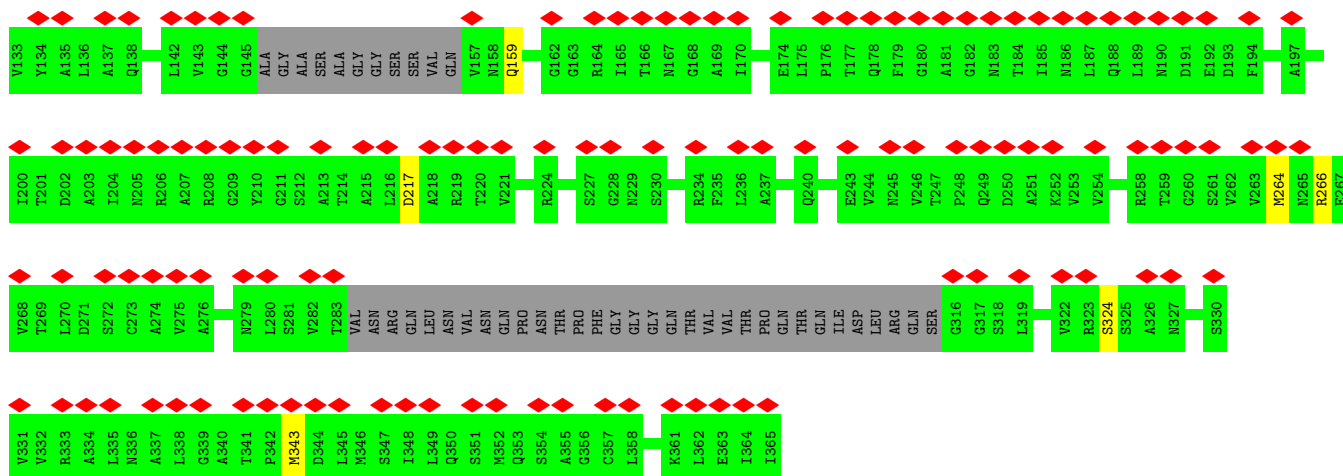 V133 Y134 A135 L136 A137 Q138 L142 V143 G144 G145 ALA GLY ALA SER ALA GLY GLY SER SER VAL GLN V157 N158 Q159 G162 G163 R164 I165 T166 N167 G168 A169 I170 E174 L175 P176 T177 Q178 F179 G180 A181 G182 N183 T184 I185 N186 L187 Q188 L189 N190 D191 E192 D193 F194 A197
I200 T201 D202 A203 I204 N205 R206 A207 R208 G209 Y210 G211 S212 A213 T214 A215 L216 D217 A218 R219 T220 V221 R224 S227 G228 N229 S230 R234 F235 L236 A237 Q240 E243 V244 N245 V246 T247 P248 Q249 D250 A251 K252 V253 V254 R258 T259 G260 S261 V262 V263 M264 N265 R266 F267
V268 T269 L270 D271 S272 C273 A274 V275 A276 N279 L280 S281 V282 T283 VAL ASN ARG GLN LEU ASN VAL ASN GLN PRO ASN THR PRO PHE GLY GLY GLY GLN THR VAL VAL THR PRO GLN THR GLN ILE ASP LEU ARG GLN SER G316 G317 S318 L319 V322 R323 S324 S325 A326 N327 S330
V331 V332 R333 A334 L335 N336 A337 L338 G339 A340 T341 P342 M343 D344 L345 M346 S347 I348 L349 Q350 S351 M352 Q353 S354 A355 G356 C357 L358 K361 L362 E363 I364 I365